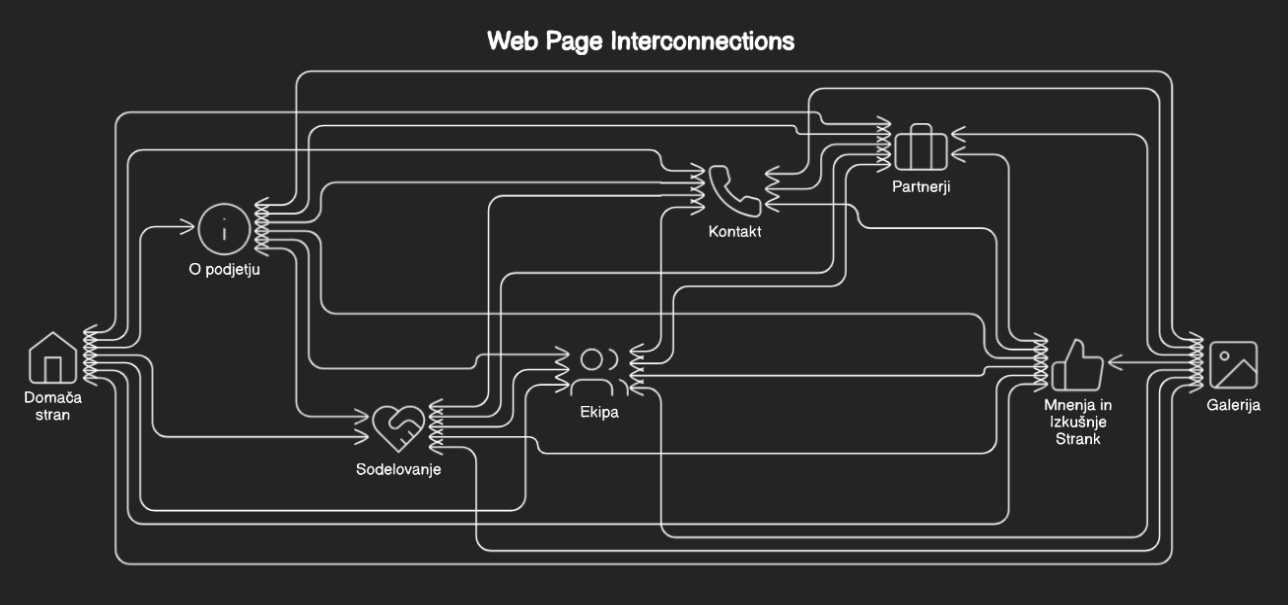 Web Page Interconnections
Partnerji
Kontakt
O podjetju
Domača
stran
Ekipa
Mnenja in
Izkušnje
Strank
Galerija
Sodelovanje